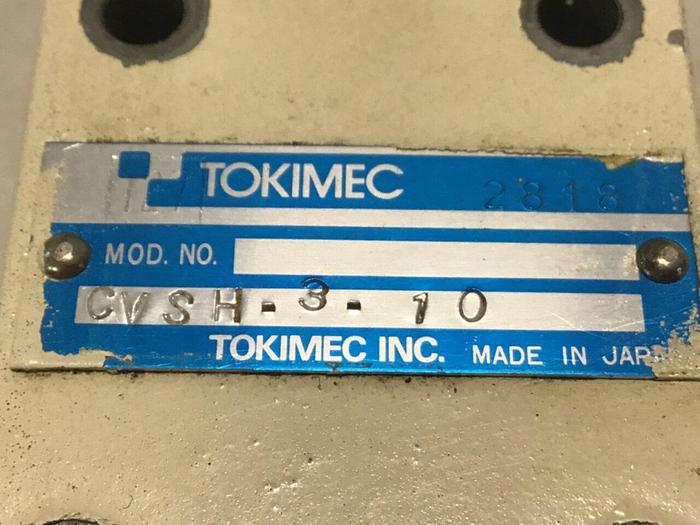 TOKIMEC 2818
MOD. NO.
CVSH-3-10
TOKIMEC INC. MADE IN JAP